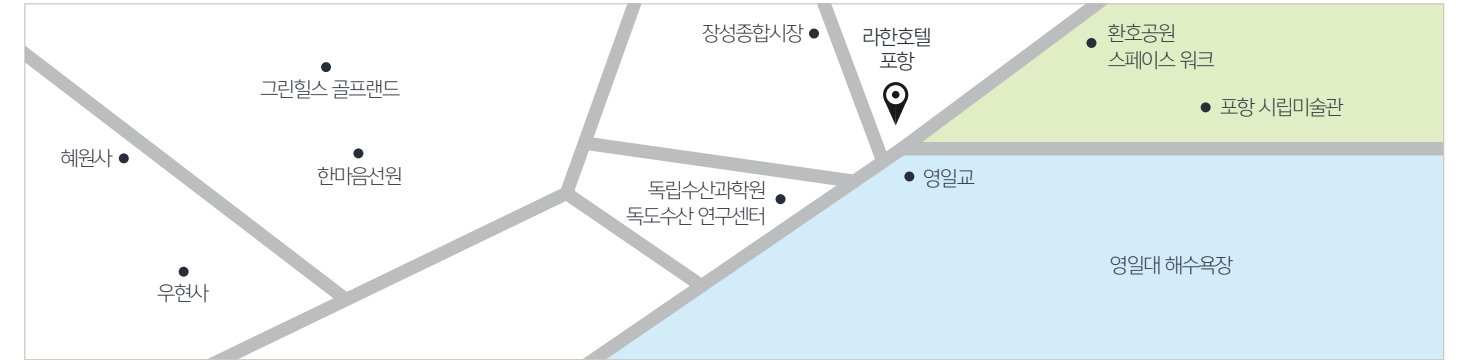 장성종합시장
라한호텔
포항
환호공원
스페이스 워크
그린힐스 골프랜드
포항 시립미술관
혜원사
한마음선원
독립수산과학원
독도수산 연구센터
영일교
영일대 해수욕장
우현사